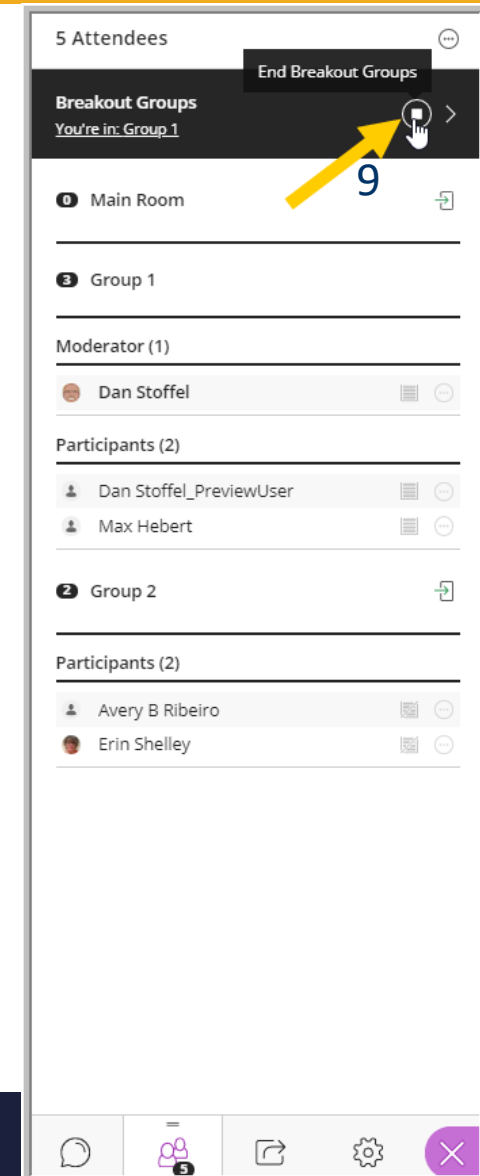 5 Attendees
End Breakout Groups
Breakout Groups
You're in: Group 1
9
0 Main Room
3 Group 1
Moderator (1)
Dan Stoffel
Participants (2)
Dan Stoffel_PreviewUser
Max Hebert
2 Group 2
Participants (2)
Avery B Ribeiro
Erin Shelley
5